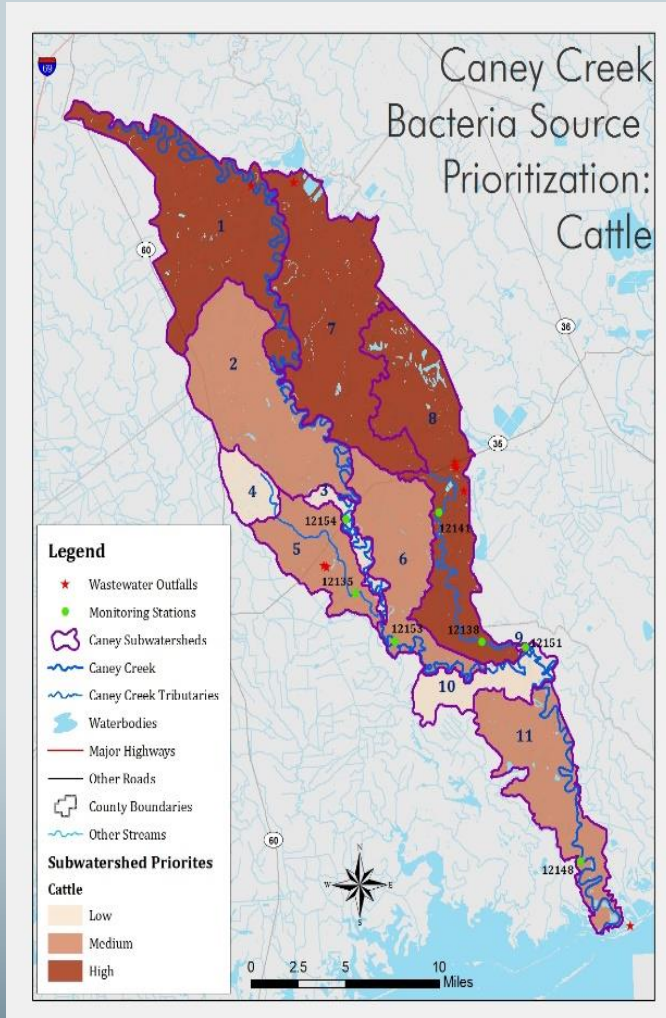 Caney Creek
Bacteria Source
Prioritization:
Cattle
69
60
1
7
36
2
8
35
4
3
12154
12141
5
6
12135
12153
12138
9
12151
10
11
60
12148
Legend
Wastewater Outfalls
Monitoring Stations
Caney Subwatersheds
Caney Creek
Caney Creek Tributaries
Waterbodies
Major Highways
Other Roads
County Boundaries
Other Streams
Subwatershed Priorites
Cattle
Low
Medium
High
N
W E
S
0 2.5 5 10
Miles